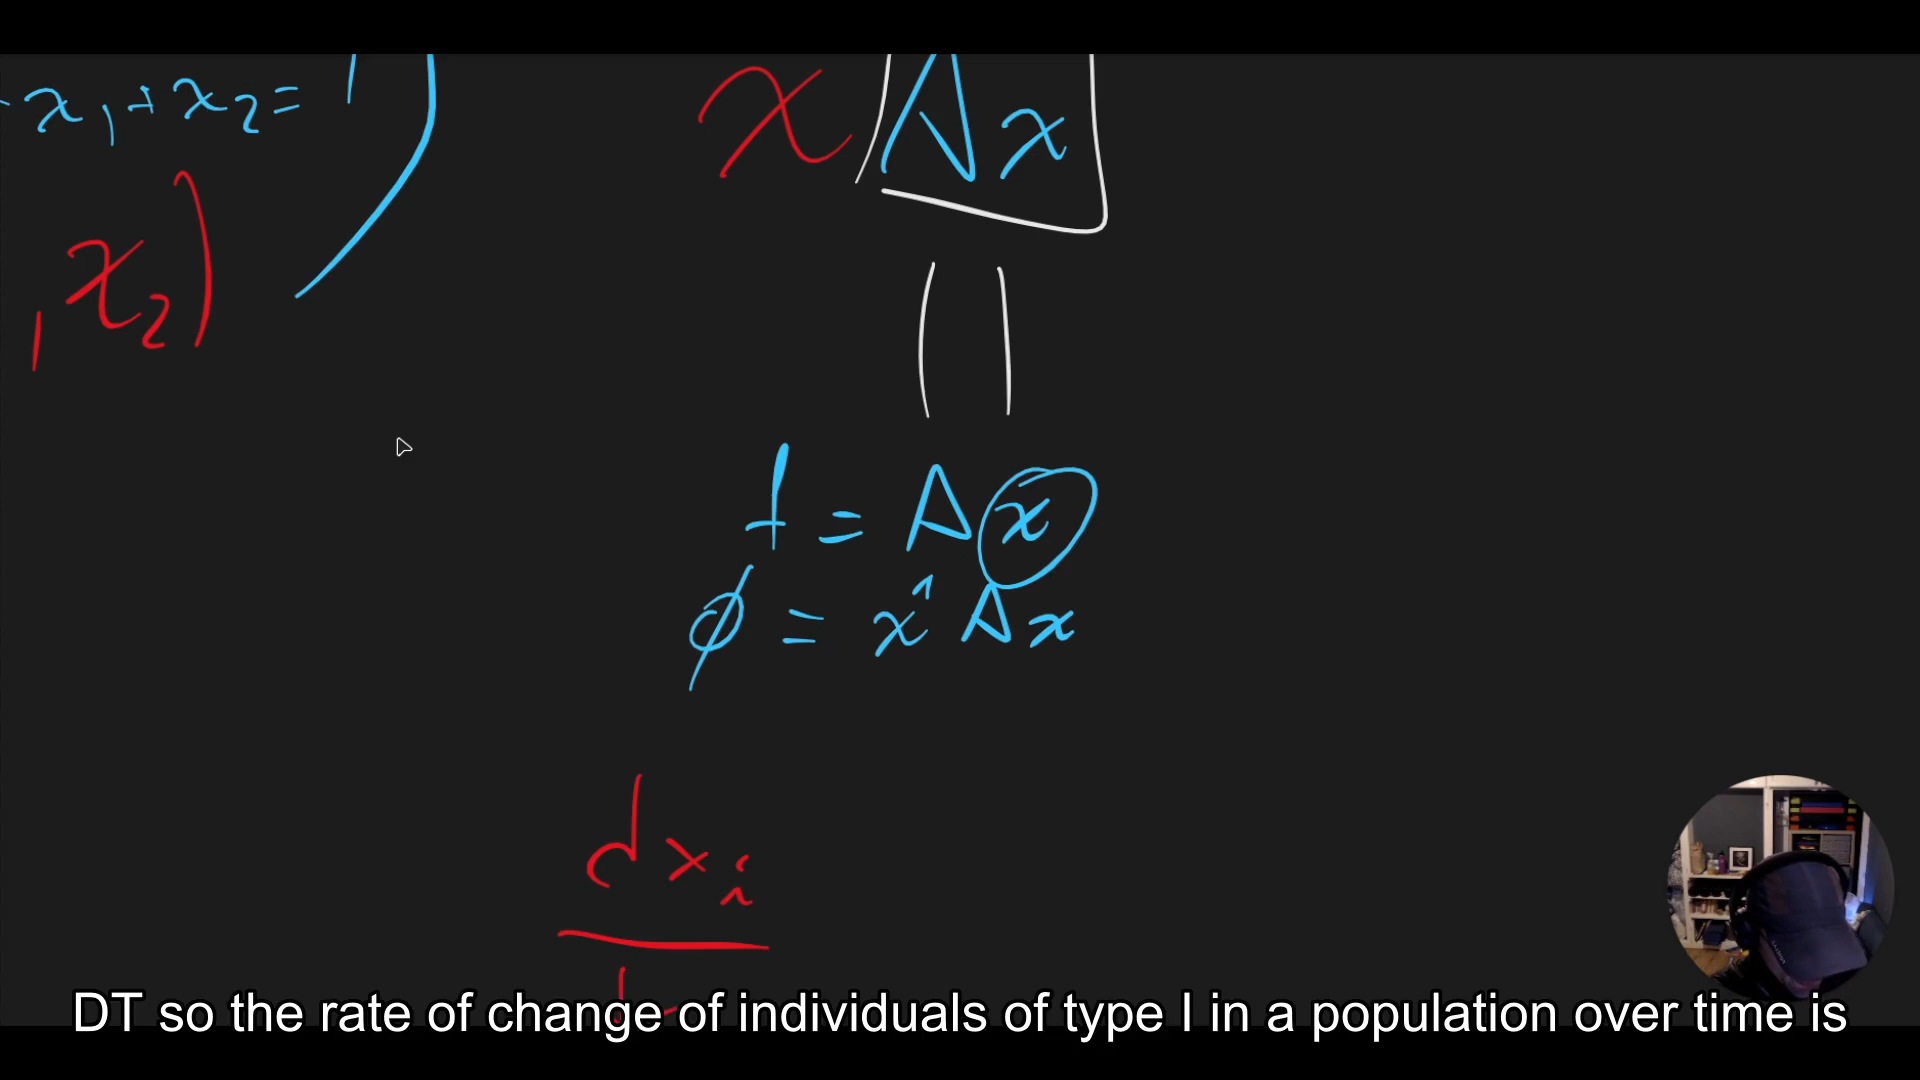 x₁+x₂=1
x Ax
,x₂)
||
f = Ax
φ = x^Ax
dxᵢ
DT so the rate of change of individuals of type I in a population over time is